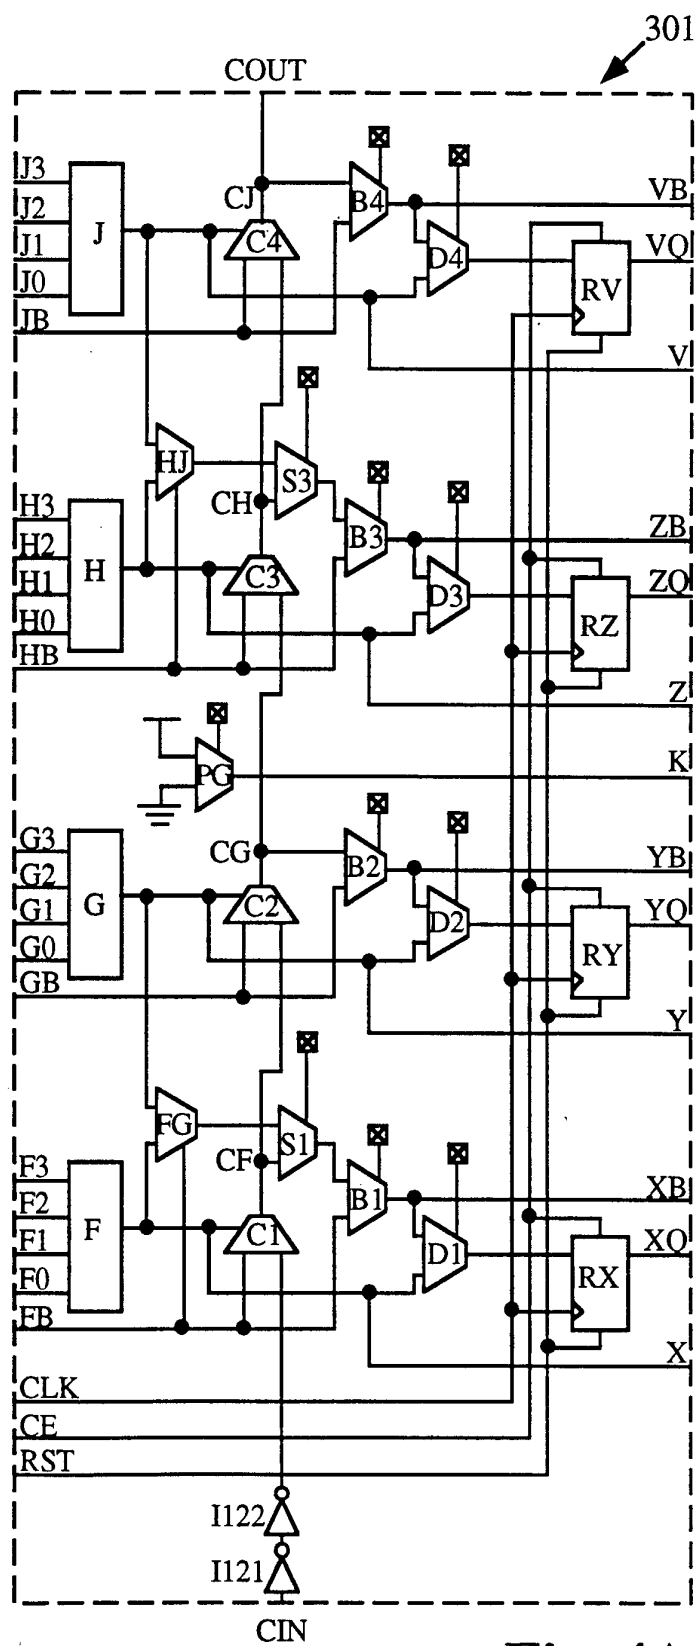 301
COUT
J3
J2
J1
J0
JB
J
CJ
C4
B4
D4
RV
VB
VQ
V
HJ
S3
CH
H3
H2
H1
H0
HB
H
C3
B3
D3
RZ
ZB
ZQ
Z
PG
K
CG
G3
G2
G1
G0
GB
G
C2
B2
D2
RY
YB
YQ
Y
FG
S1
CF
F3
F2
F1
F0
FB
F
C1
B1
D1
RX
XB
XQ
X
CLK
CE
RST
I122
I121
CIN